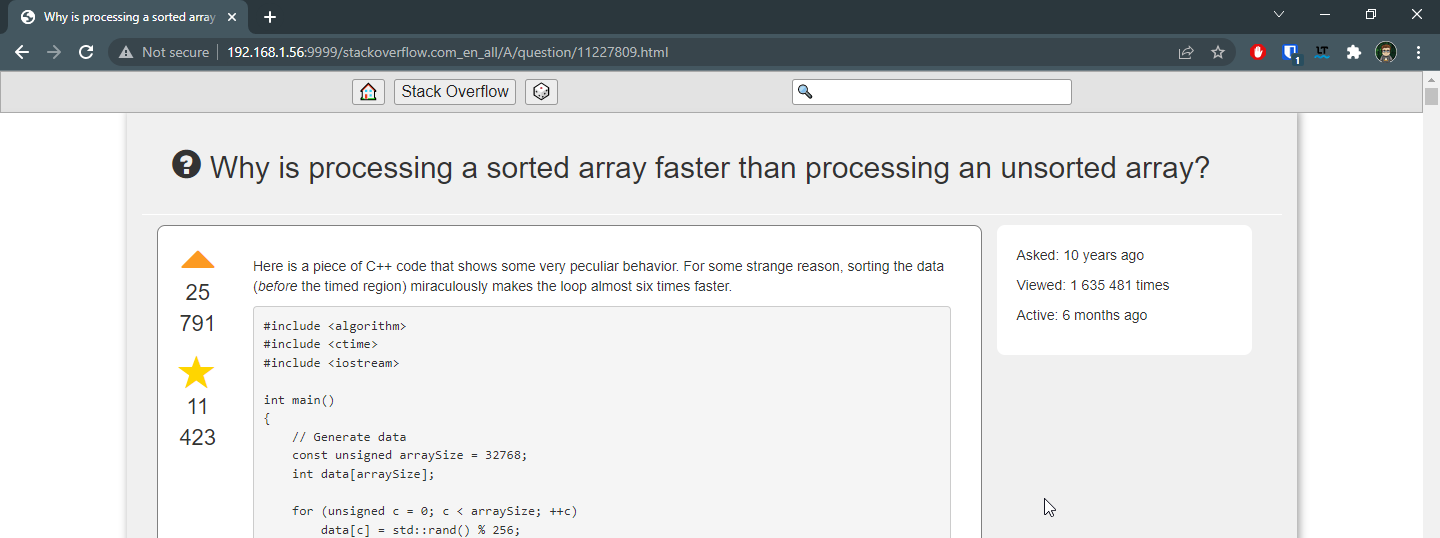 Why is processing a sorted array
Not secure
192.168.1.56:9999/stackoverflow.com_en_all/A/question/11227809.html
1
LT
Stack Overflow
Why is processing a sorted array faster than processing an unsorted array?
25
791
11
423
Here is a piece of C++ code that shows some very peculiar behavior. For some strange reason, sorting the data
(before the timed region) miraculously makes the loop almost six times faster.
#include <algorithm>
#include <ctime>
#include <iostream>
int main()
{
// Generate data
const unsigned arraySize = 32768;
int data[arraySize];
for (unsigned c = 0; c < arraySize; ++c)
data[c] = std::rand() % 256;
Asked: 10 years ago
Viewed: 1 635 481 times
Active: 6 months ago